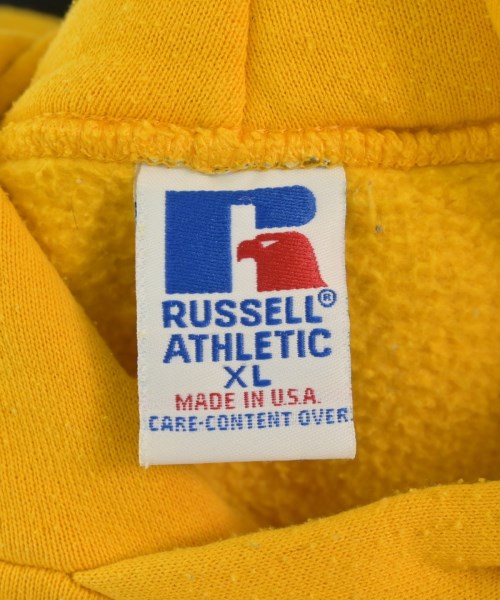 RUSSELL®
ATHLETIC
XL
MADE IN U.S.A.
CARE-CONTENT OVER